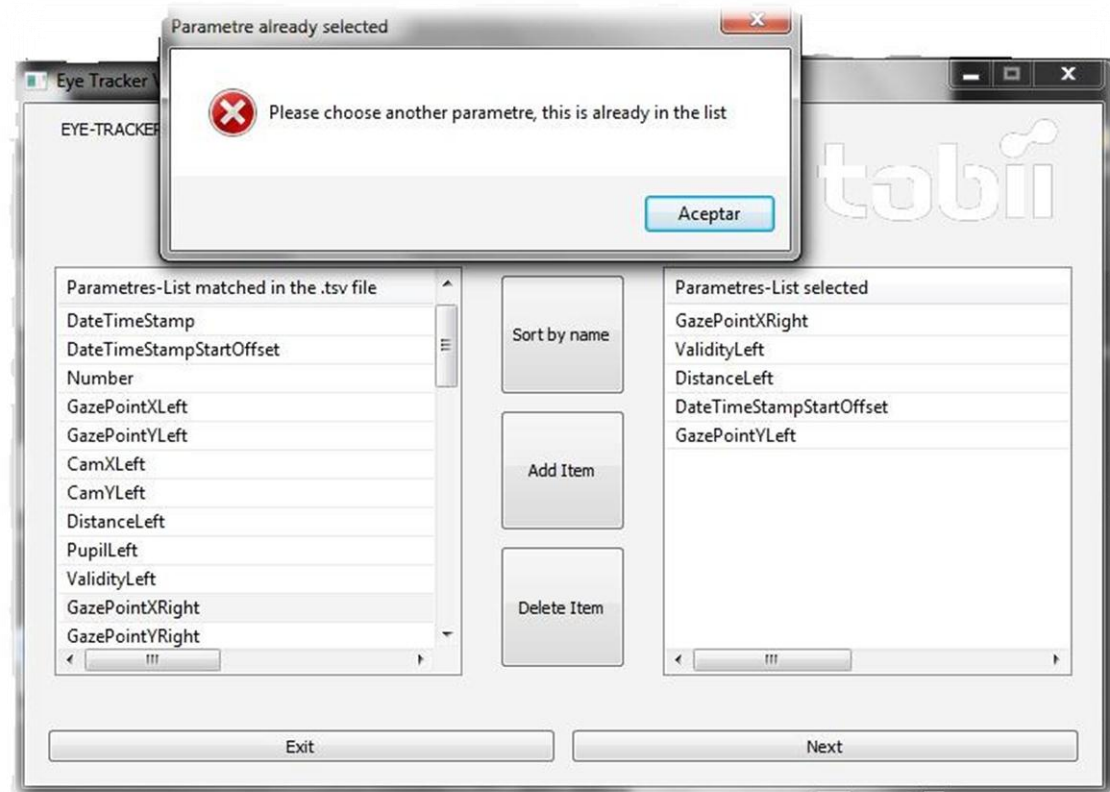 Parametre already selected
Please choose another parametre, this is already in the list
Aceptar
Eye Tracker
EYE-TRACKER
tobii
Parametres-List matched in the .tsv file
DateTimeStamp
DateTimeStampStartOffset
Number
GazePointXLeft
GazePointYLeft
CamXLeft
CamYLeft
DistanceLeft
PupilLeft
ValidityLeft
GazePointXRight
GazePointYRight
Sort by name
Add Item
Delete Item
Parametres-List selected
GazePointXRight
ValidityLeft
DistanceLeft
DateTimeStampStartOffset
GazePointYLeft
Exit
Next